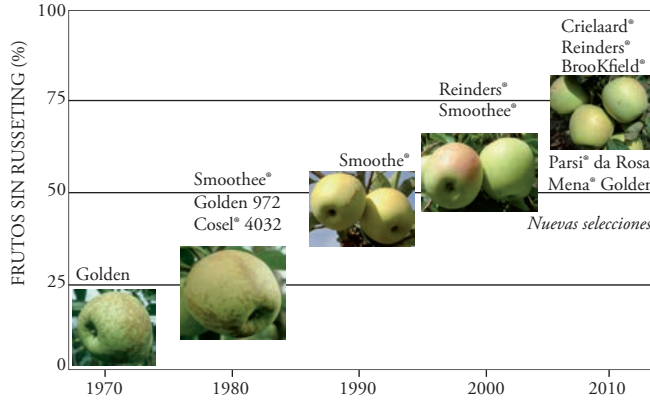 FRUTOS SIN RUSSETING (%)
100
75
50
25
0
Golden
Smoothee®
Golden 972
Cosel® 4032
Smoothe®
Reinders®
Smoothee®
Crielaard®
Reinders®
BrooKfield®
Parsi® da Rosa
Mena® Golden
Nuevas selecciones
1970
1980
1990
2000
2010